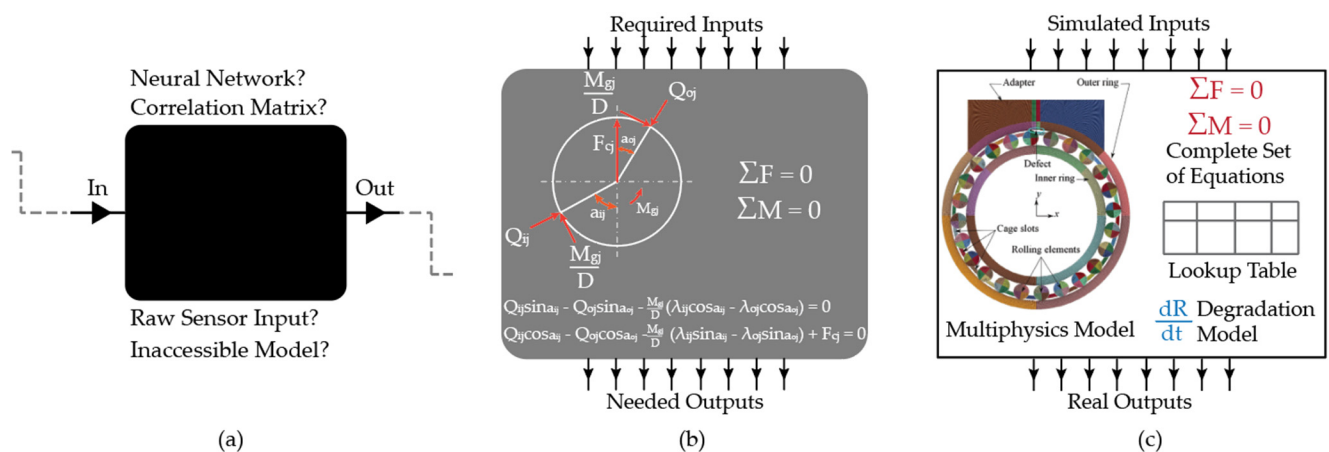 Neural Network?
Correlation Matrix?
In
Out
Raw Sensor Input?
Inaccessible Model?
(a)
Required Inputs
Mgj
D
Qoj
Fcj
aoj
aij
Mgj
Qij
Mgj
D
ΣF = 0
ΣM = 0
Qijsinaij - Qojsinaoj - Mgj/D (λijcosaij - λojcosaoj) = 0
Qijcosaij - Qojcosaoj - Mgj/D (λijsinaij - λojsinaoj) + Fcj = 0
Needed Outputs
(b)
Simulated Inputs
Adapter
Outer ring
Defect
Inner ring
y
x
Cage slots
Rolling elements
Multiphysics Model
ΣF = 0
ΣM = 0
Complete Set
of Equations
Lookup Table
dR
dt
Degradation
Model
Real Outputs
(c)